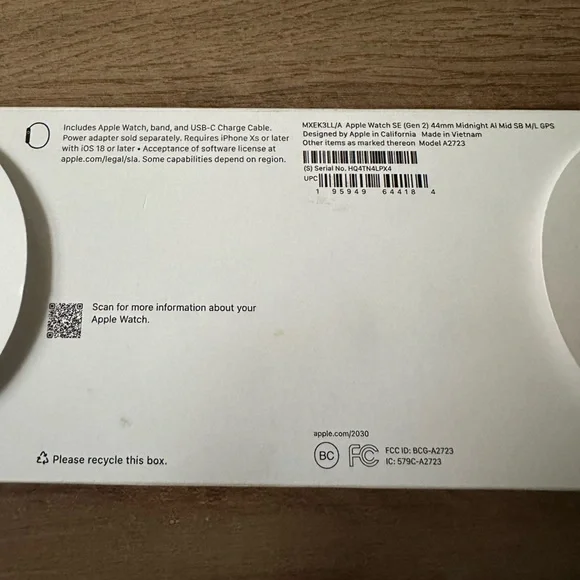 Includes Apple Watch, band, and USB-C Charge Cable.
Power adapter sold separately. Requires iPhone Xs or later
with iOS 18 or later • Acceptance of software license at
apple.com/legal/sla. Some capabilities depend on region.
MXEK3LL/A Apple Watch SE (Gen 2) 44mm Midnight Al Mid SB M/L GPS
Designed by Apple in California Made in Vietnam
Other items as marked thereon Model A2723
(S) Serial No. HQ4TN4LPX4
UPC
1 95949 64418 4
Scan for more information about your
Apple Watch.
Please recycle this box.
apple.com/2030
BC FC FCC ID: BCG-A2723
IC: 579C-A2723